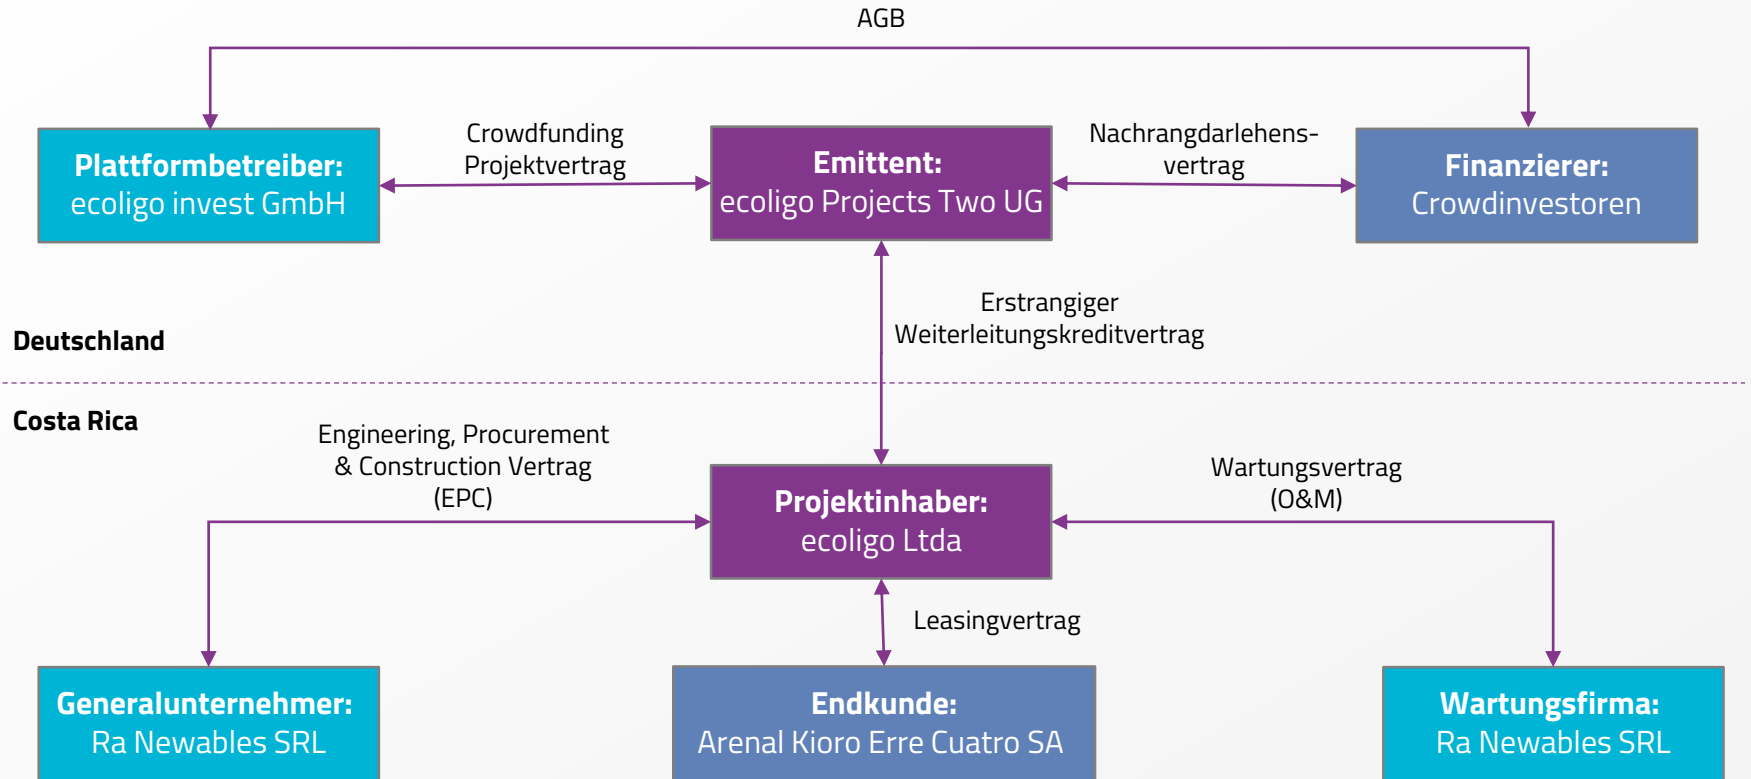 AGB
Crowdfunding
Projektvertrag
Nachrangdarlehens-
vertrag
Plattformbetreiber:
ecoligo invest GmbH
Emittent:
ecoligo Projects Two UG
Finanzierer:
Crowdinvestoren
Erstrangiger
Weiterleitungskreditvertrag
Deutschland
Costa Rica
Engineering, Procurement
& Construction Vertrag
(EPC)
Wartungsvertrag
(O&M)
Projektinhaber:
ecoligo Ltda
Leasingvertrag
Generalunternehmer:
Ra Newables SRL
Endkunde:
Arenal Kioro Erre Cuatro SA
Wartungsfirma:
Ra Newables SRL